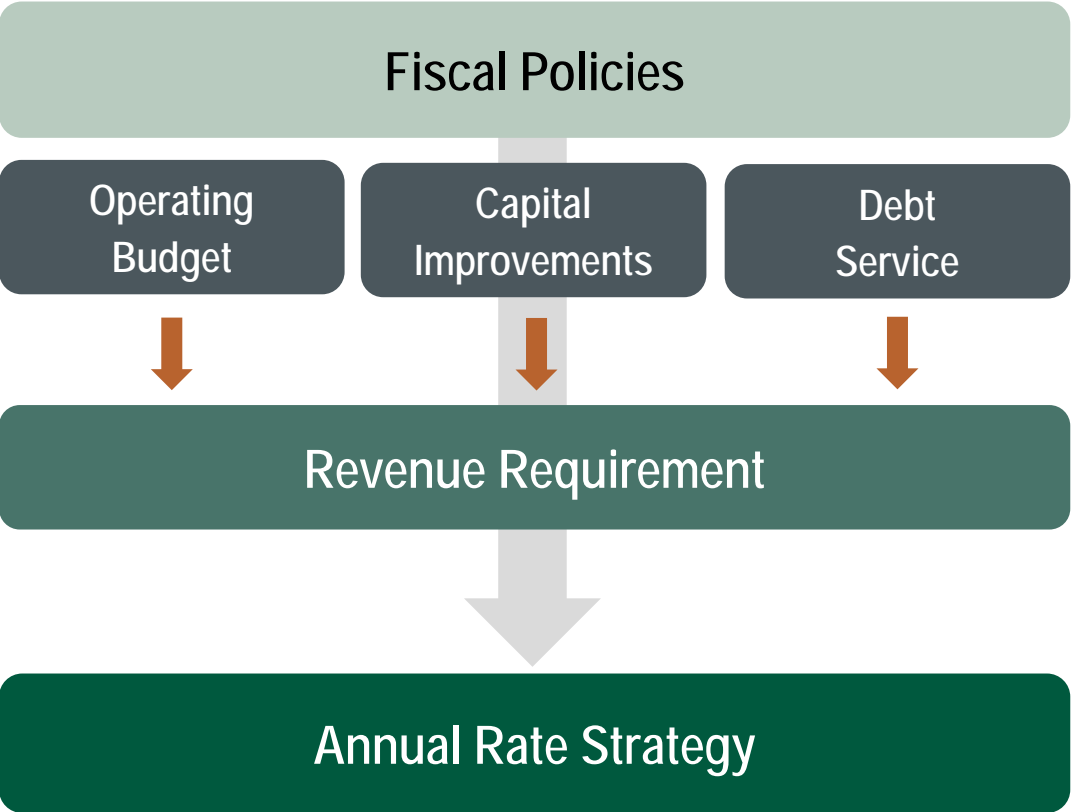 Fiscal Policies
Operating
Budget
Capital
Improvements
Debt
Service
Revenue Requirement
Annual Rate Strategy